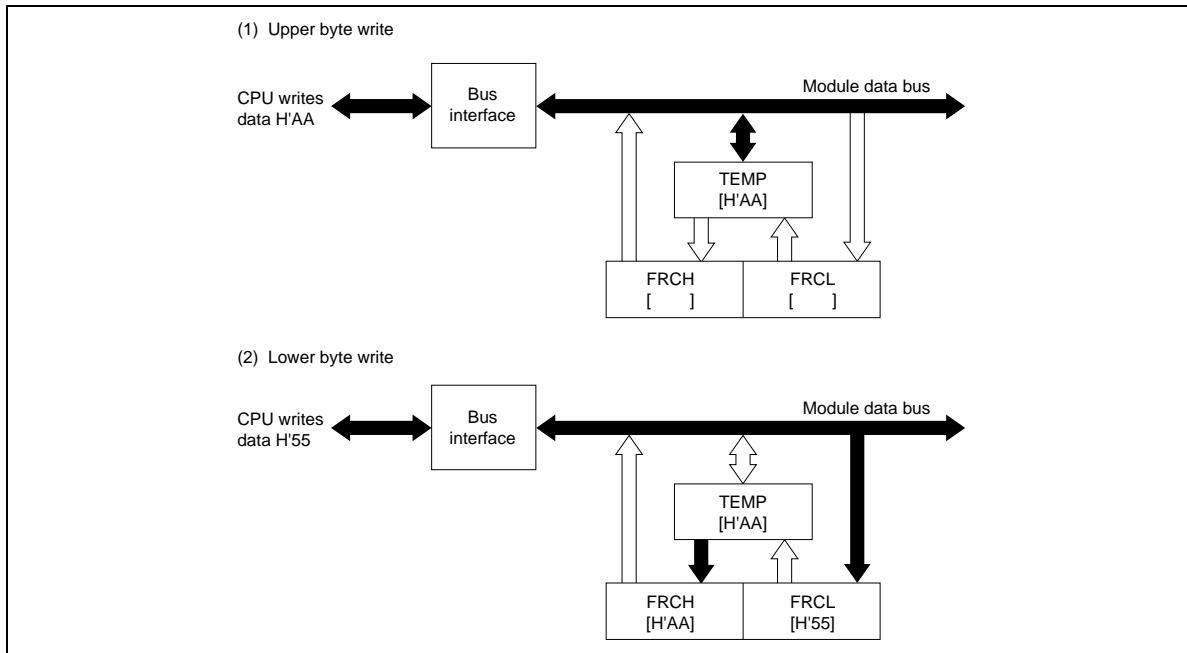 (1) Upper byte write
CPU writes
data H'AA
Bus
interface
Module data bus
TEMP
[H'AA]
FRCH
[ ]
FRCL
[ ]
(2) Lower byte write
CPU writes
data H'55
Bus
interface
Module data bus
TEMP
[H'AA]
FRCH
[H'AA]
FRCL
[H'55]